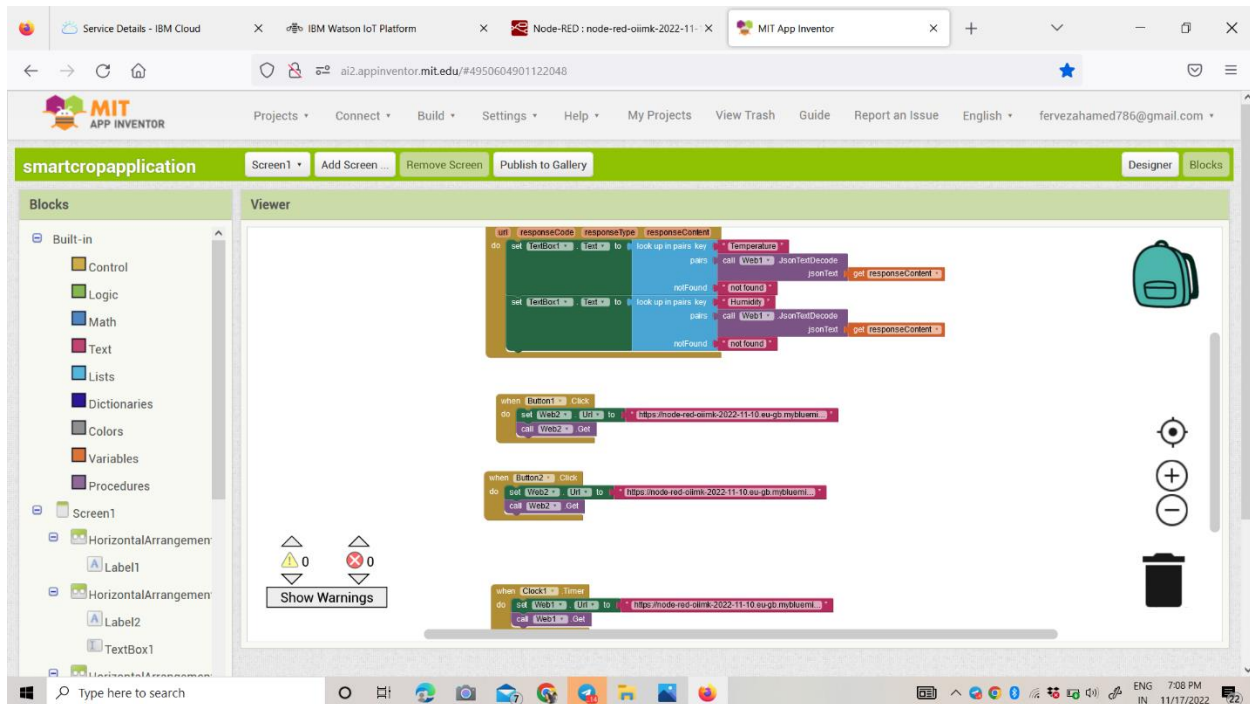 Service Details - IBM Cloud
IBM Watson IoT Platform
Node-RED : node-red-oiimk-2022-11-
MIT App Inventor
ai2.appinventor.mit.edu/#4950604901122048
MIT
APP INVENTOR
Projects Connect Build Settings Help My Projects View Trash Guide Report an Issue English fervezahamed786@gmail.com
smartcropapplication
Screen1 Add Screen ... Remove Screen Publish to Gallery Designer Blocks
Blocks
Viewer
Built-in
Control
Logic
Math
Text
Lists
Dictionaries
Colors
Variables
Procedures
Screen1
HorizontalArrangemen
Label1
HorizontalArrangemen
Label2
TextBox1
url responseCode responseType responseContent
do set TextBox1 . Text to look up in pairs key " Temperature "
pairs call Web1 .JsonTextDecode
jsonText get responseContent
notFound " not found "
set TextBox1 . Text to look up in pairs key " Humidity "
pairs call Web1 .JsonTextDecode
jsonText get responseContent
notFound " not found "
when Button1 .Click
do set Web2 . Url to " https://node-red-oiimk-2022-11-10.eu-gb.mybluemi... "
call Web2 .Get
when Button2 .Click
do set Web2 . Url to " https://node-red-oiimk-2022-11-10.eu-gb.mybluemi... "
call Web2 .Get
when Clock1 .Timer
do set Web1 . Url to " https://node-red-oiimk-2022-11-10.eu-gb.mybluemi... "
call Web1 .Get
0 0
Show Warnings
Type here to search
ENG
IN
7:08 PM
11/17/2022